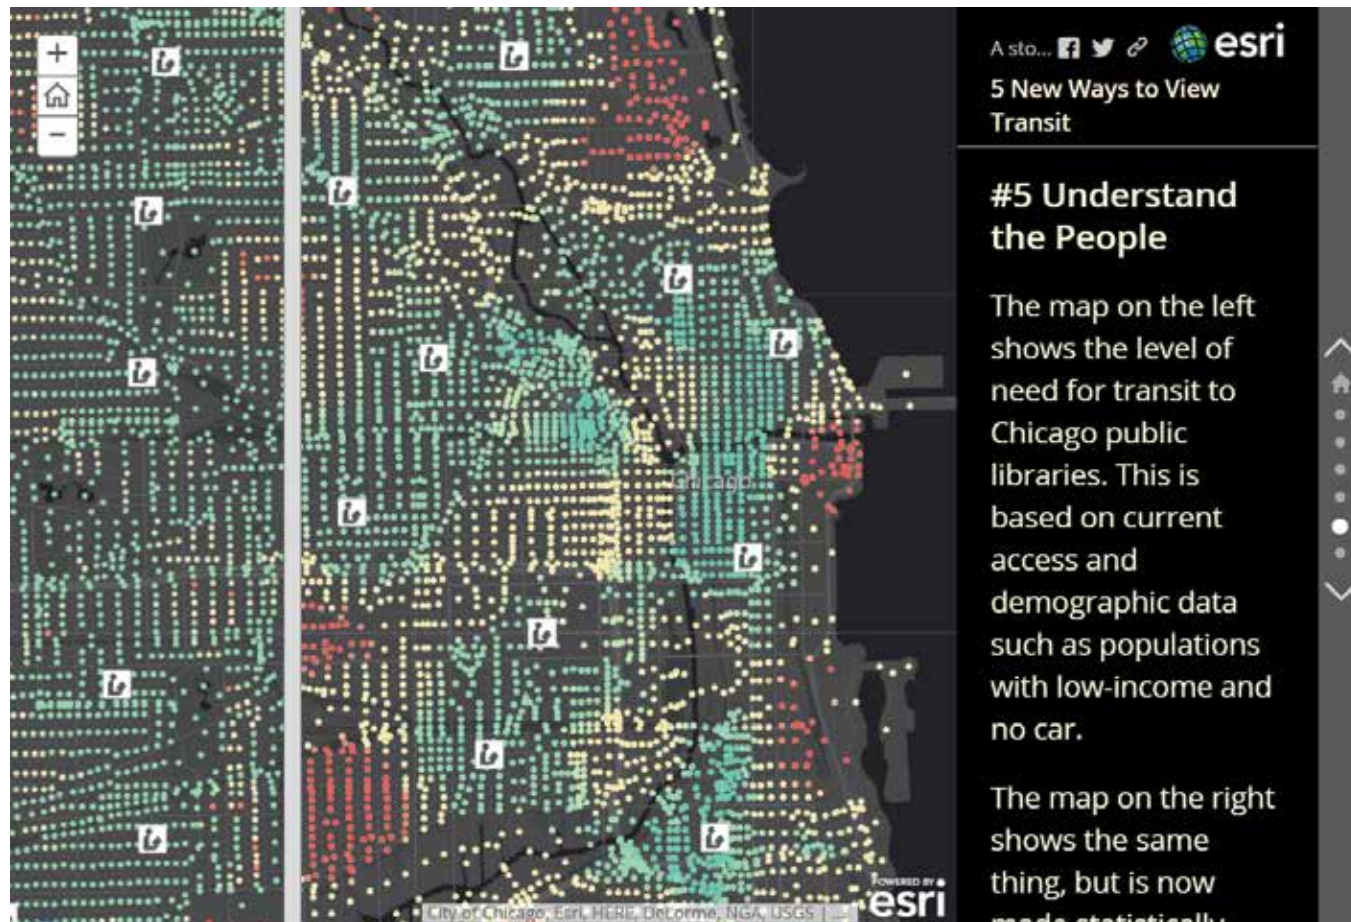 A sto...
esri
5 New Ways to View
Transit
#5 Understand
the People
The map on the left
shows the level of
need for transit to
Chicago public
libraries. This is
based on current
access and
demographic data
such as populations
with low-income and
no car.
The map on the right
shows the same
thing, but is now
made statistically
Chicago
POWERED BY
esri
City of Chicago, Esri, HERE, DeLorme, NGA, USGS | ...